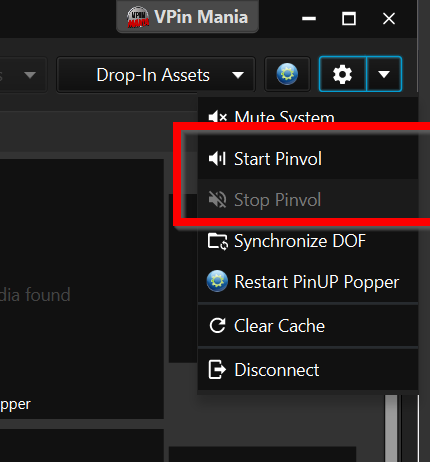 VPin Mania
Drop-In Assets
Mute System
Start Pinvol
Stop Pinvol
Synchronize DOF
dia found
Restart PinUP Popper
Clear Cache
Disconnect
opper